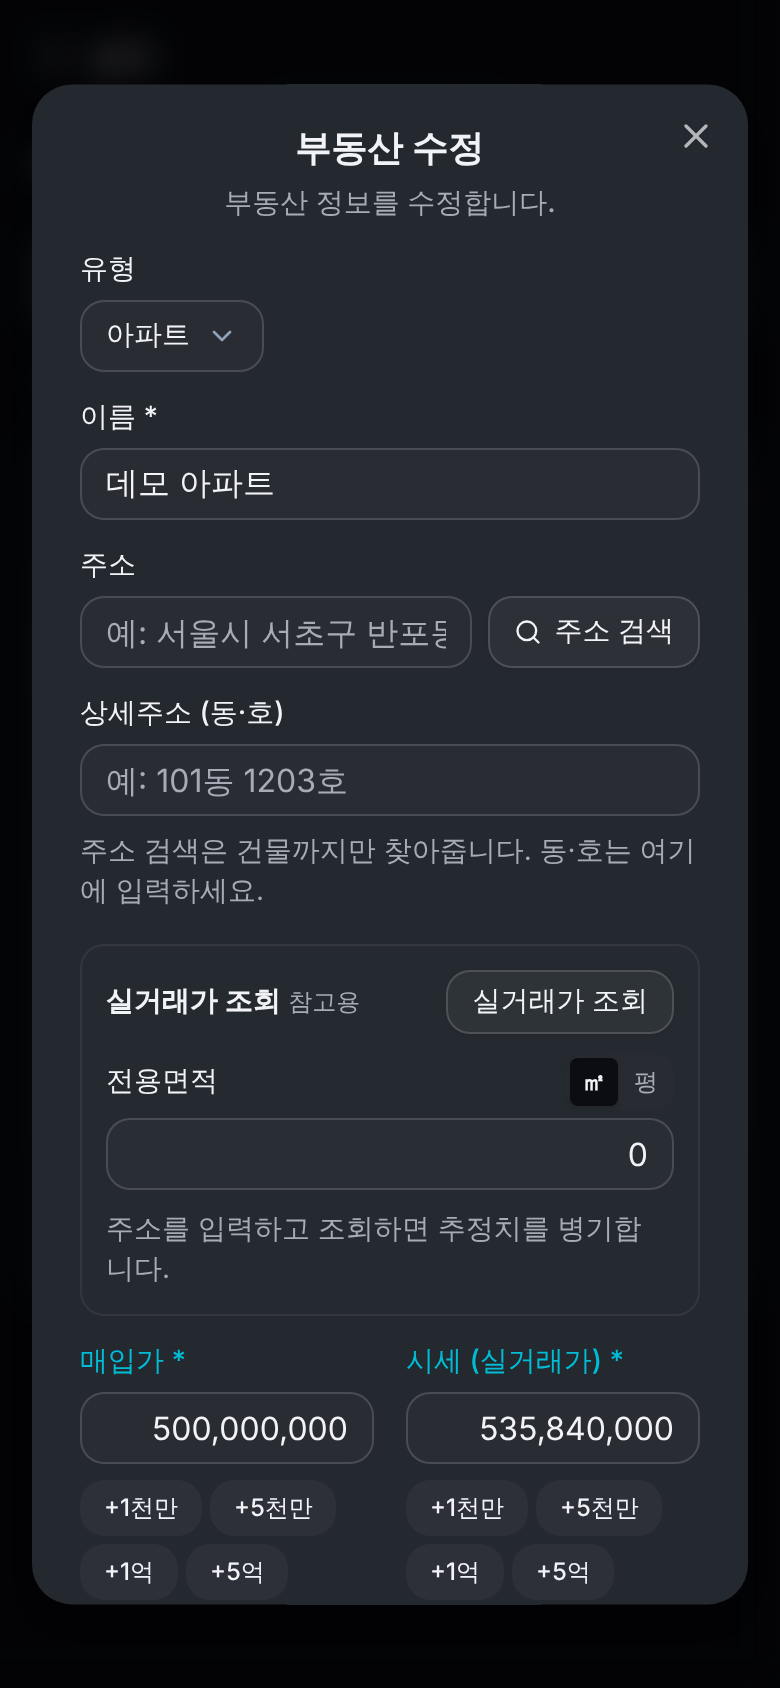 부동산 수정
부동산 정보를 수정합니다.
유형
아파트
이름 *
데모 아파트
주소
예: 서울시 서초구 반포동
주소 검색
상세주소 (동·호)
예: 101동 1203호
주소 검색은 건물까지만 찾아줍니다. 동·호는 여기
에 입력하세요.
실거래가 조회 참고용
실거래가 조회
전용면적
㎡ 평
0
주소를 입력하고 조회하면 추정치를 병기합
니다.
매입가 *
시세 (실거래가) *
500,000,000
535,840,000
+1천만 +5천만
+1천만 +5천만
+1억 +5억
+1억 +5억